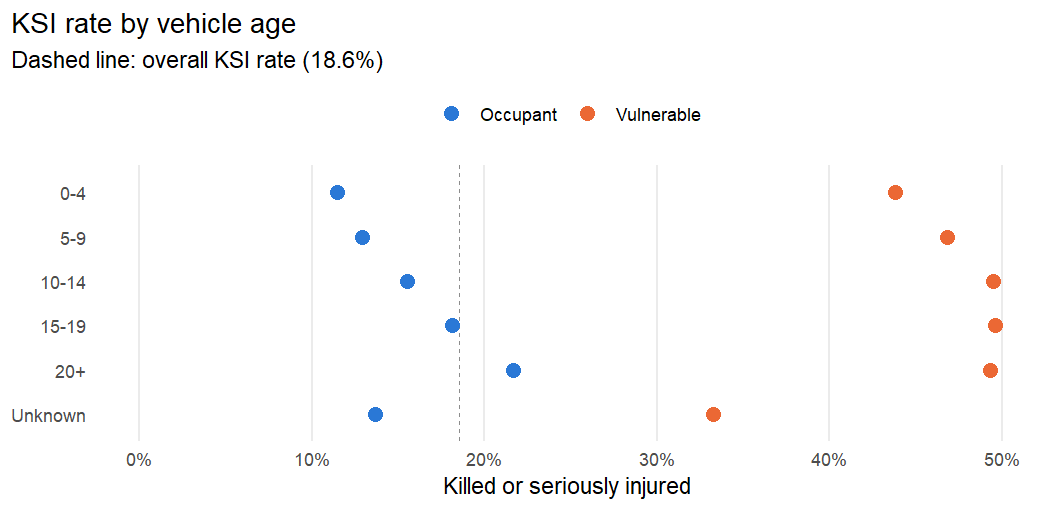 KSI rate by vehicle age
Dashed line: overall KSI rate (18.6%)
Occupant Vulnerable
0-4
5-9
10-14
15-19
20+
Unknown
0% 10% 20% 30% 40% 50%
Killed or seriously injured